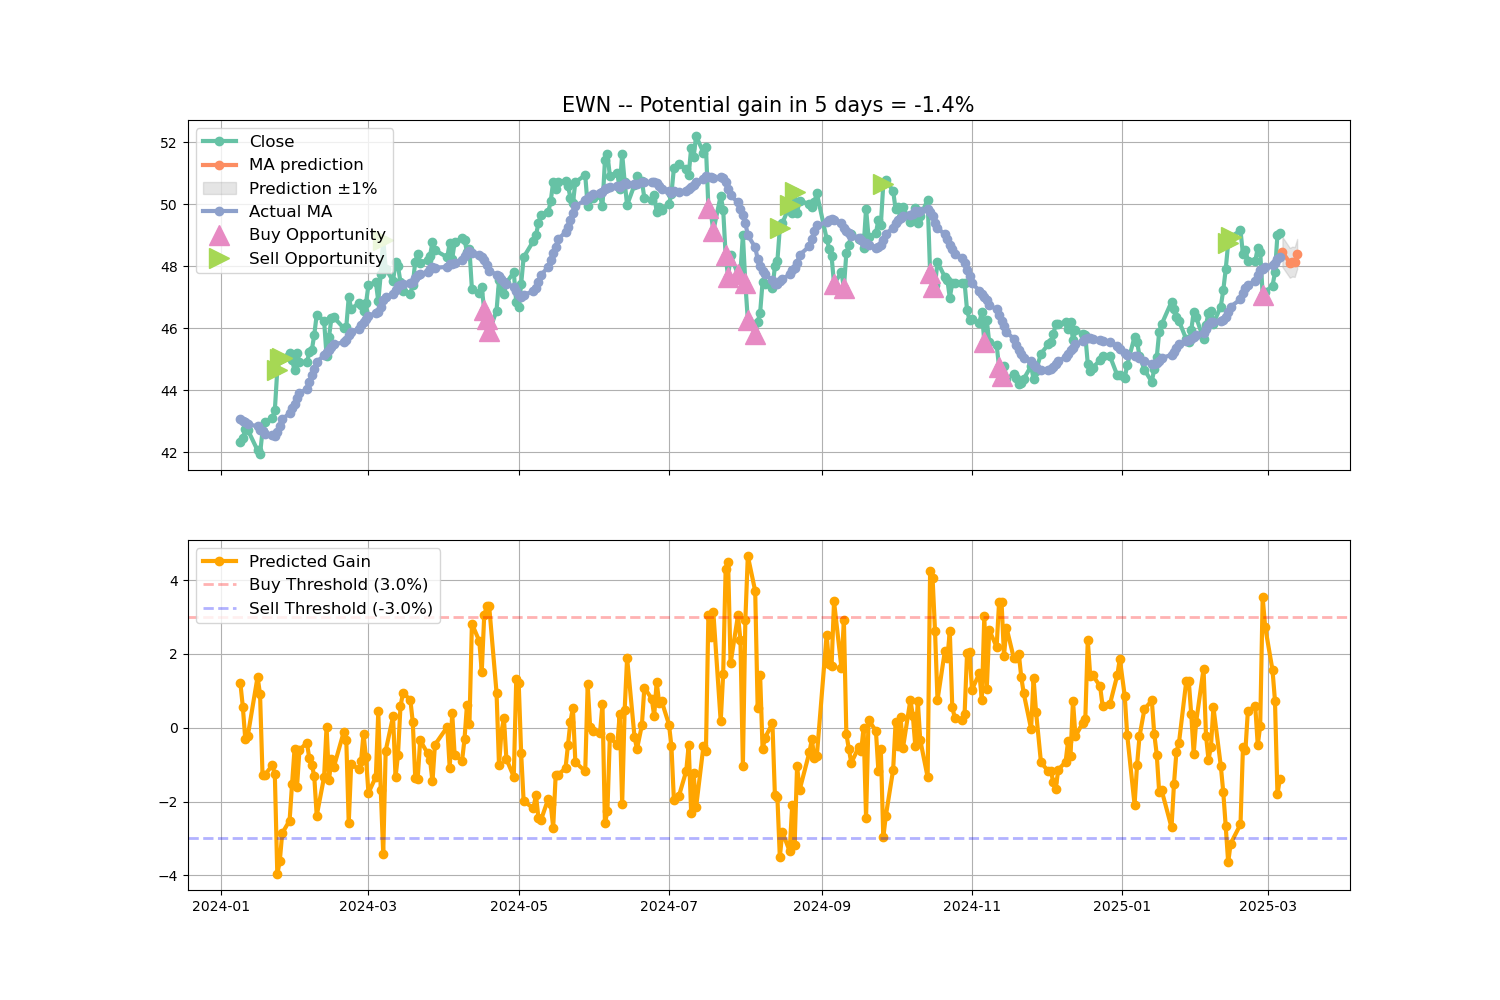 EWN -- Potential gain in 5 days = -1.4%
52
50
48
46
44
42
Close
MA prediction
Prediction ±1%
Actual MA
Buy Opportunity
Sell Opportunity
4
2
0
−2
−4
Predicted Gain
Buy Threshold (3.0%)
Sell Threshold (-3.0%)
2024-01 2024-03 2024-05 2024-07 2024-09 2024-11 2025-01 2025-03